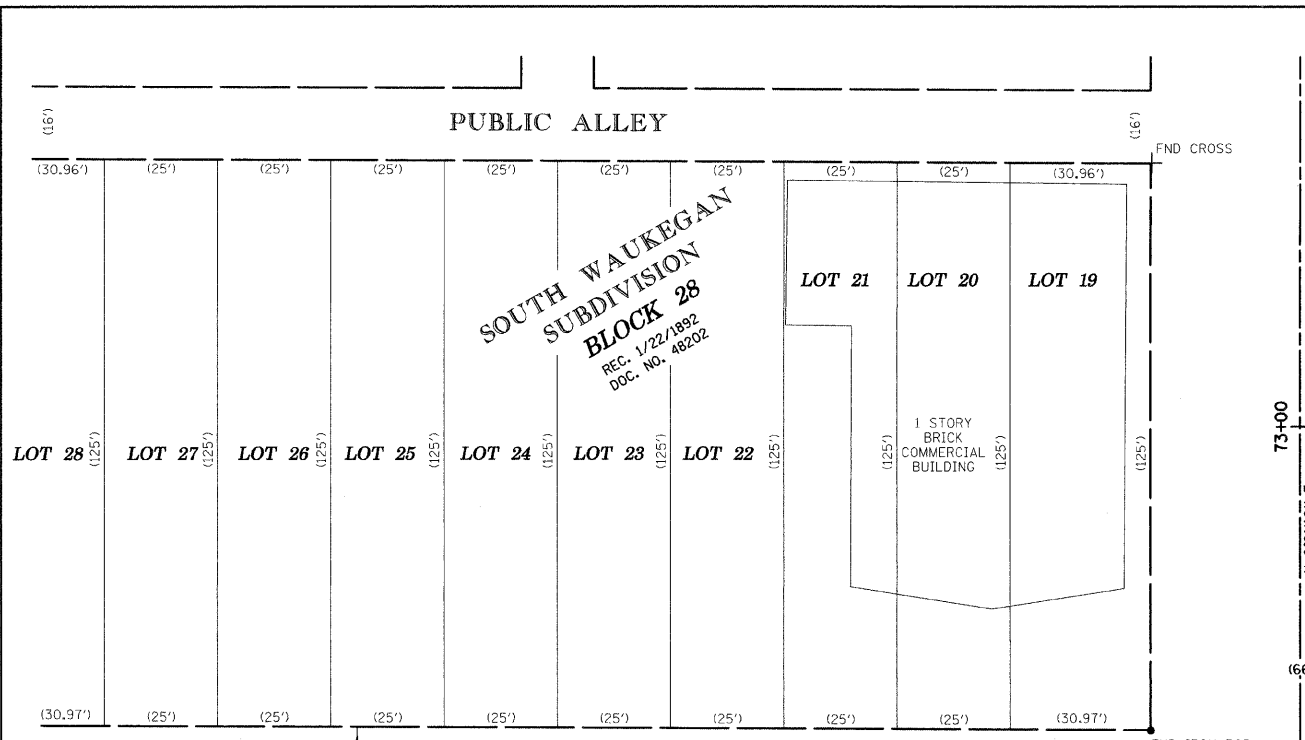 (16')
PUBLIC ALLEY
(16')
FND CROSS
(30.96')
(25')
(25')
(25')
(25')
(25')
(25')
(25')
(25')
(30.96')
SOUTH WAUKEGAN
SUBDIVISION
BLOCK 28
REC. 1/22/1892
DOC. NO. 48202
LOT 21
LOT 20
LOT 19
73+00
1 STORY
BRICK
COMMERCIAL
BUILDING
LOT 28
(125')
LOT 27
(125')
LOT 26
(125')
LOT 25
(125')
LOT 24
(125')
LOT 23
(125')
LOT 22
(125')
(125')
(125')
(125')
(66
(30.97')
(25')
(25')
(25')
(25')
(25')
(25')
(25')
(25')
(30.97')